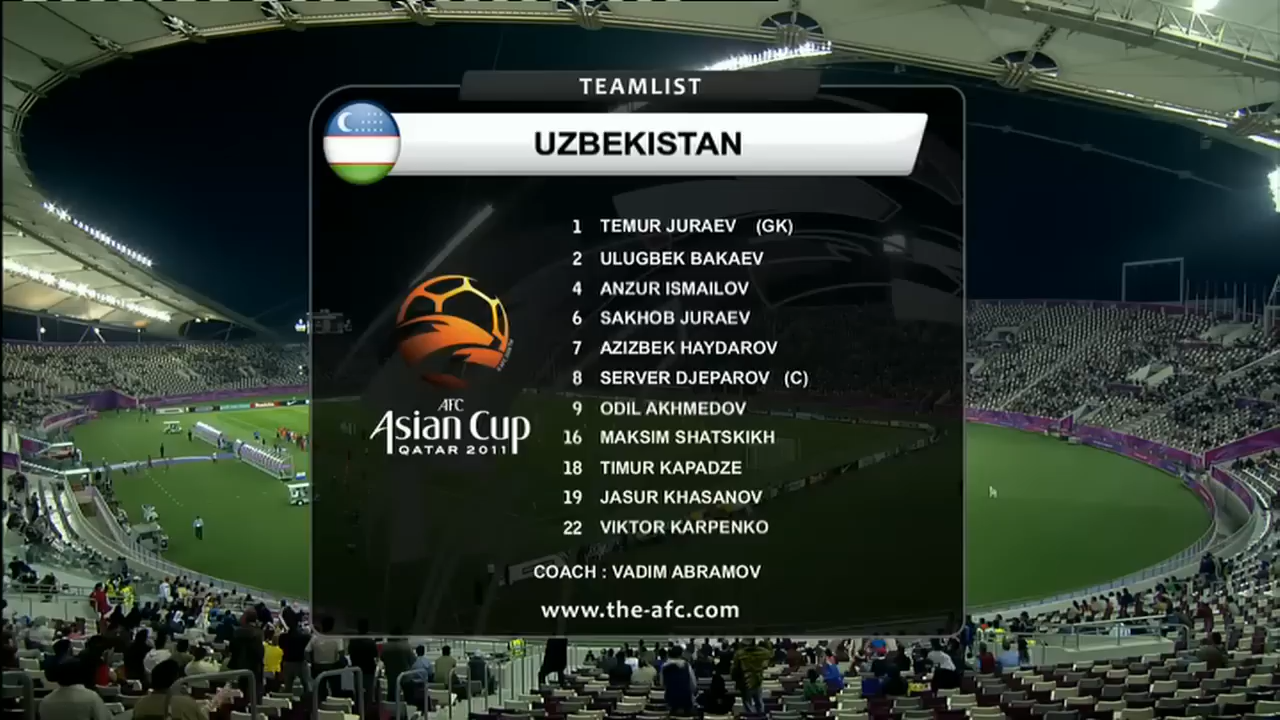 TEAMLIST
UZBEKISTAN
1 TEMUR JURAEV (GK)
2 ULUGBEK BAKAEV
4 ANZUR ISMAILOV
6 SAKHOB JURAEV
7 AZIZBEK HAYDAROV
8 SERVER DJEPAROV (C)
9 ODIL AKHMEDOV
16 MAKSIM SHATSKIKH
18 TIMUR KAPADZE
19 JASUR KHASANOV
22 VIKTOR KARPENKO
COACH : VADIM ABRAMOV
www.the-afc.com
AFC
Asian Cup
QATAR 2011